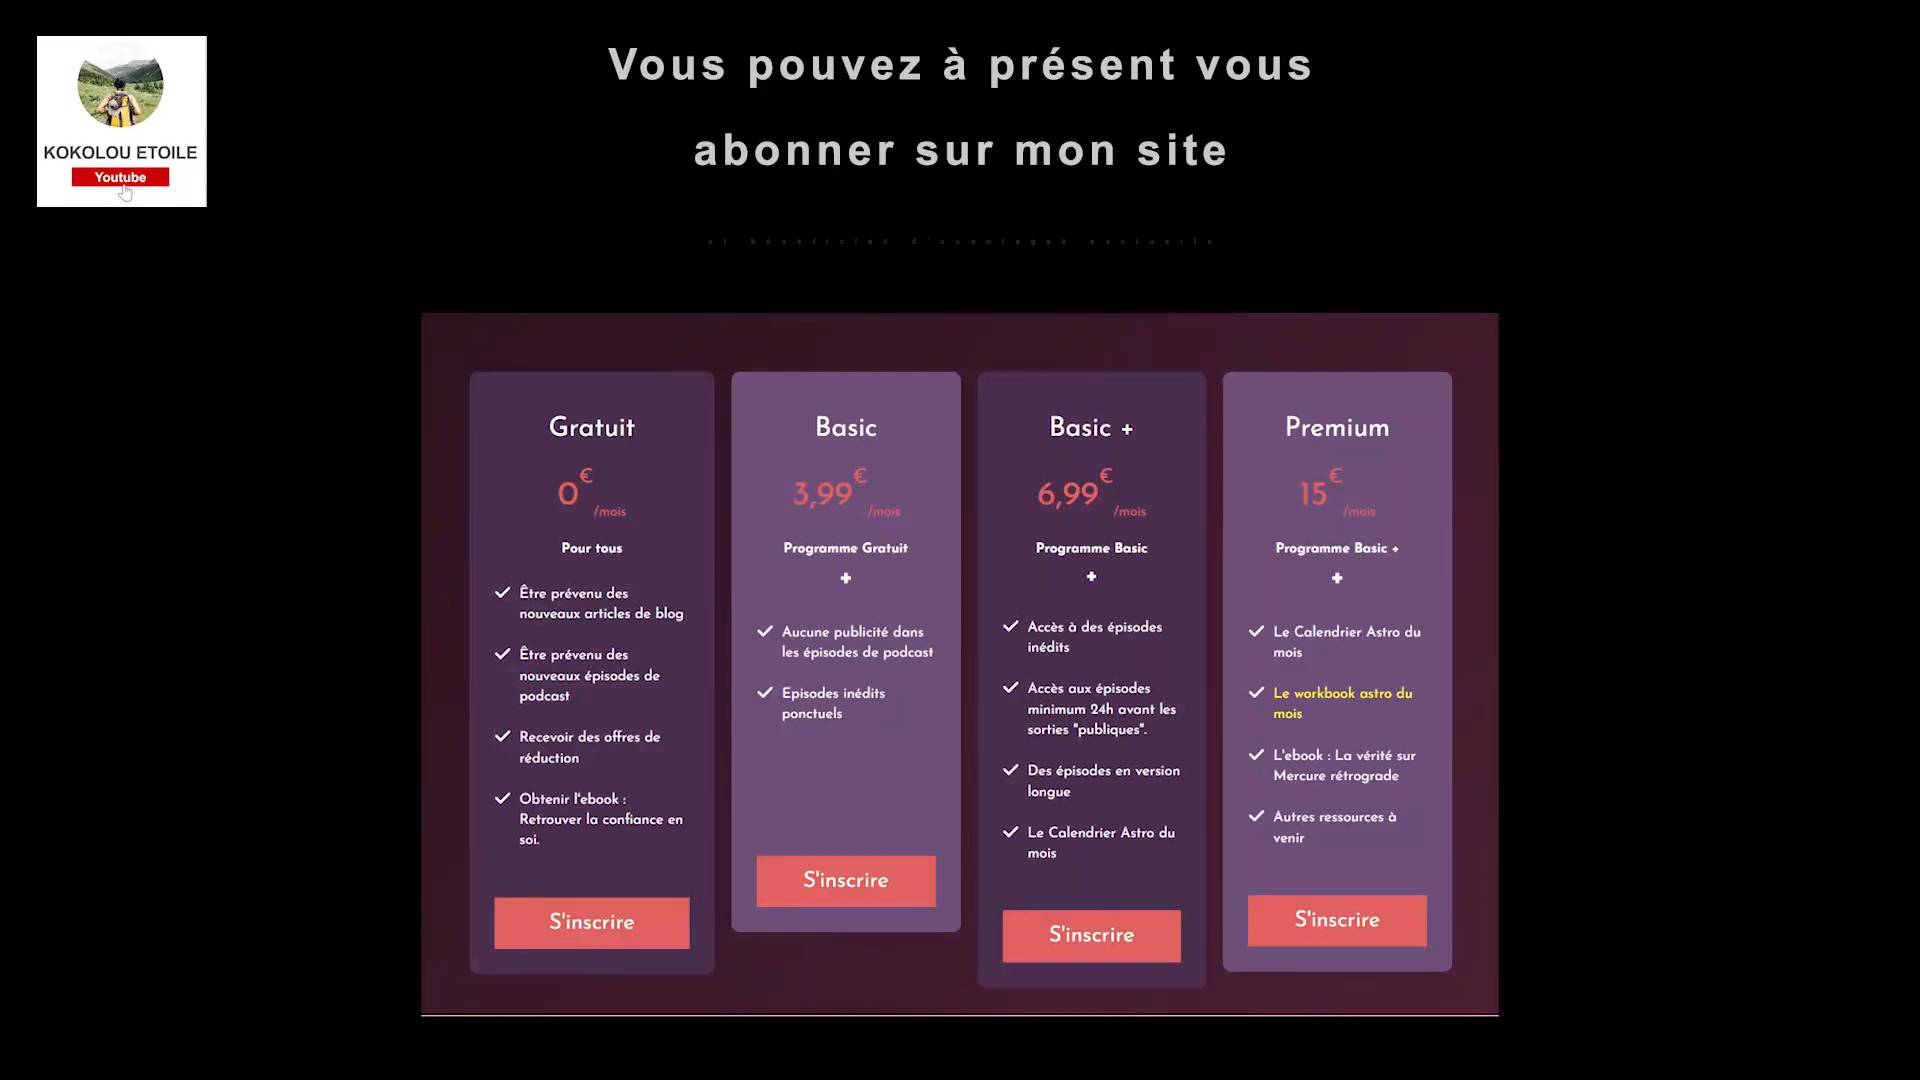 Vous pouvez à présent vous
abonner sur mon site
et bénéficiez d'avantages exclusifs
KOKOLOU ETOILE
Youtube
Gratuit
0€/mois
Pour tous
Être prévenu des
nouveaux articles de blog
Être prévenu des
nouveaux épisodes de
podcast
Recevoir des offres de
réduction
Obtenir l'ebook :
Retrouver la confiance en
soi.
S'inscrire
Basic
3,99€/mois
Programme Gratuit
+
Aucune publicité dans
les épisodes de podcast
Episodes inédits
ponctuels
S'inscrire
Basic +
6,99€/mois
Programme Basic
+
Accès à des épisodes
inédits
Accès aux épisodes
minimum 24h avant les
sorties "publiques".
Des épisodes en version
longue
Le Calendrier Astro du
mois
S'inscrire
Premium
15€/mois
Programme Basic +
+
Le Calendrier Astro du
mois
Le workbook astro du
mois
L'ebook : La vérité sur
Mercure rétrograde
Autres ressources à
venir
S'inscrire